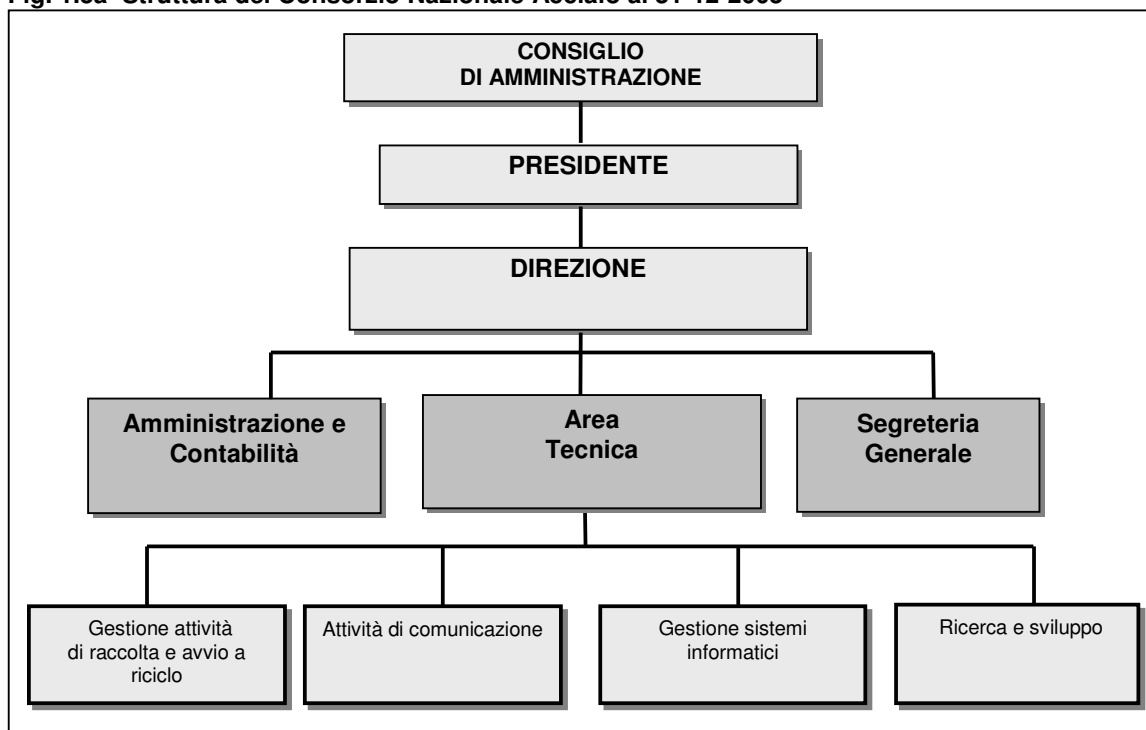 CONSIGLIO
DI AMMINISTRAZIONE
PRESIDENTE
DIREZIONE
Amministrazione e
Contabilità
Area
Tecnica
Segreteria
Generale
Gestione attività
di raccolta e avvio a
riciclo
Attività di comunicazione
Gestione sistemi
informatici
Ricerca e sviluppo